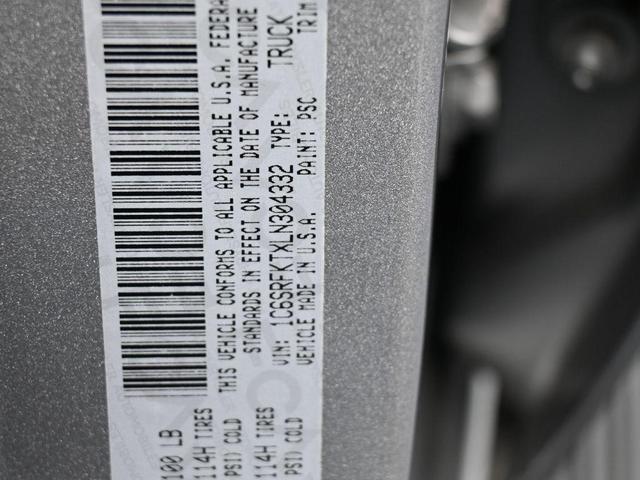 THIS VEHICLE CONFORMS TO ALL APPLICABLE U.S.A. FEDERA
STANDARDS IN EFFECT ON THE DATE OF MANUFACTURE
VIN: 1C6SRFKTXLN304332 TYPE: TRUCK
VEHICLE MADE IN U.S.A. PAINT: PSC TRIM
100 LB
114H TIRES
PSI) COLD
114H TIRES
PSI) COLD